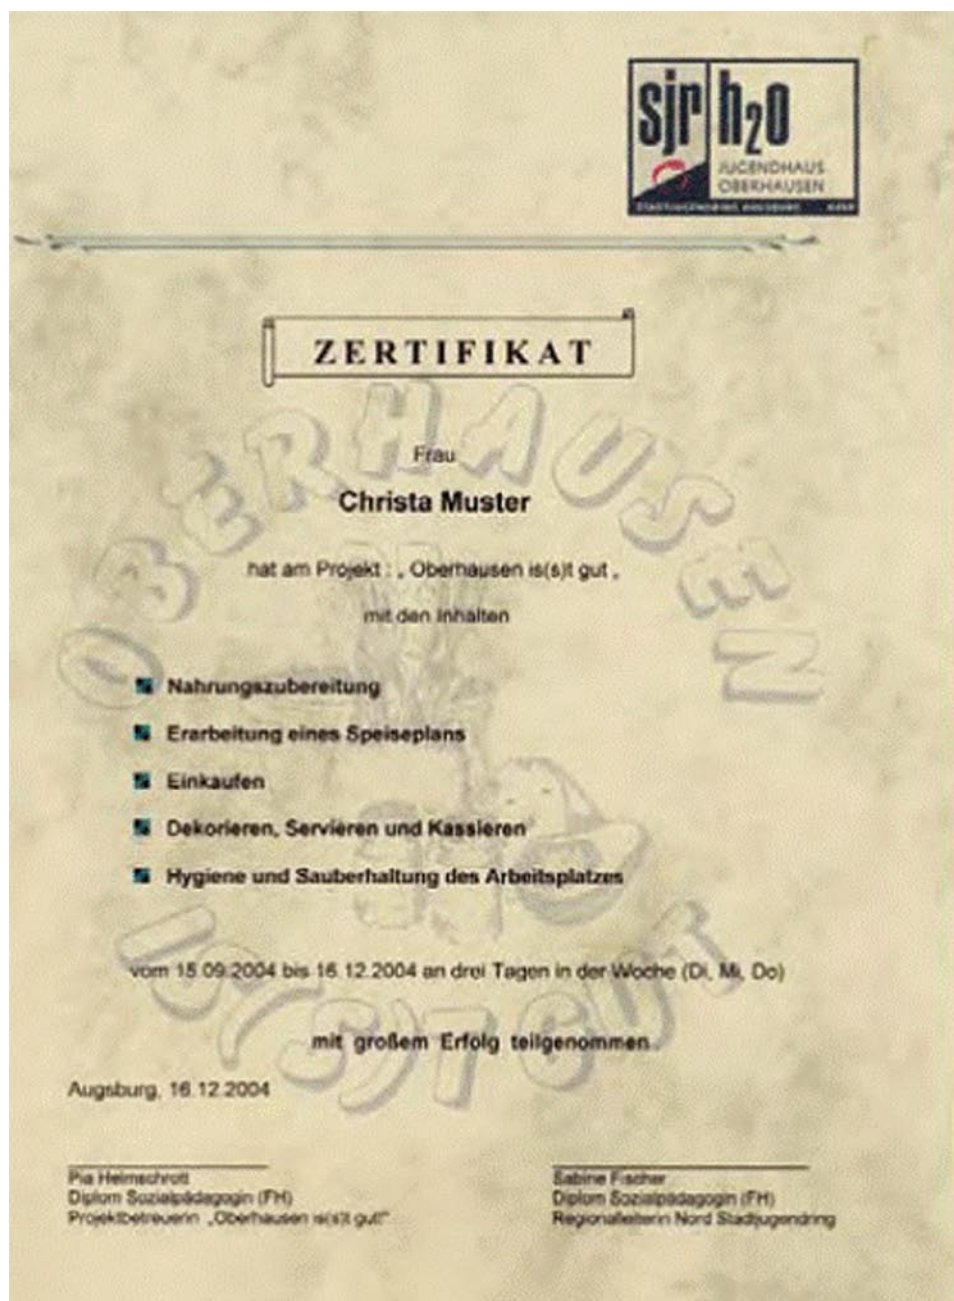 sjr h2o
JUGENDHAUS
OBERHAUSEN
STADTJUGENDRING AUGSBURG
ZERTIFIKAT
OBERHAUSEN
Frau
Christa Muster
hat am Projekt : „ Oberhausen is(s)t gut „
mit den Inhalten
Nahrungszubereitung
Erarbeitung eines Speiseplans
Einkaufen
Dekorieren, Servieren und Kassieren
Hygiene und Sauberhaltung des Arbeitsplatzes
vom 15.09.2004 bis 16.12.2004 an drei Tagen in der Woche (Di, Mi, Do)
IS(S)T GUT
mit großem Erfolg teilgenommen.
Augsburg, 16.12.2004
Pia Heimschrott
Diplom Sozialpädagogin (FH)
Projektbetreuerin „Oberhausen is(s)t gut!“
Sabine Fischer
Diplom Sozialpädagogin (FH)
Regionalleiterin Nord Stadtjugendring